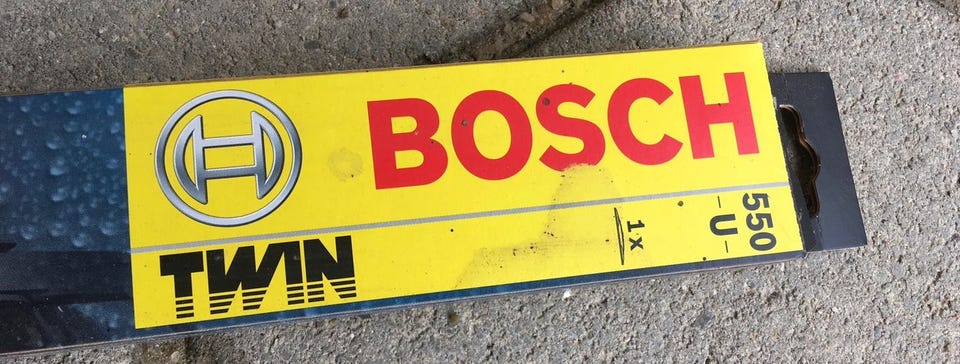 BOSCH
TWIN
1x
550
-U-